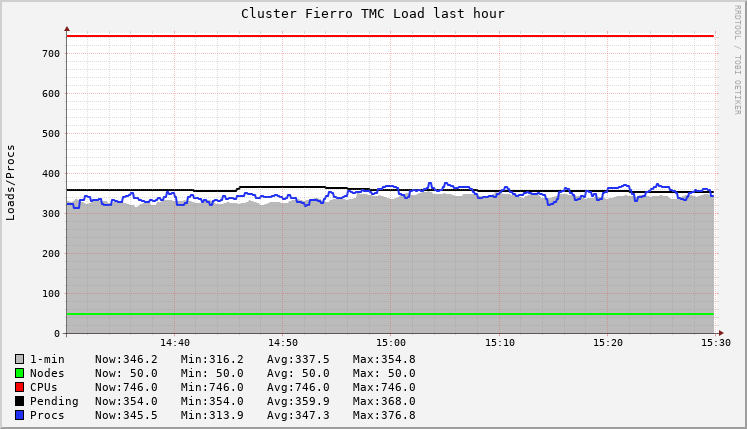 Cluster Fierro TMC Load last hour
RRDTOOL / TOBI OETIKER
Loads/Procs
700
600
500
400
300
200
100
0
14:40 14:50 15:00 15:10 15:20 15:30
1-min Now:346.2 Min:316.2 Avg:337.5 Max:354.8
Nodes Now: 50.0 Min: 50.0 Avg: 50.0 Max: 50.0
CPUs Now:746.0 Min:746.0 Avg:746.0 Max:746.0
Pending Now:354.0 Min:354.0 Avg:359.9 Max:368.0
Procs Now:345.5 Min:313.9 Avg:347.3 Max:376.8